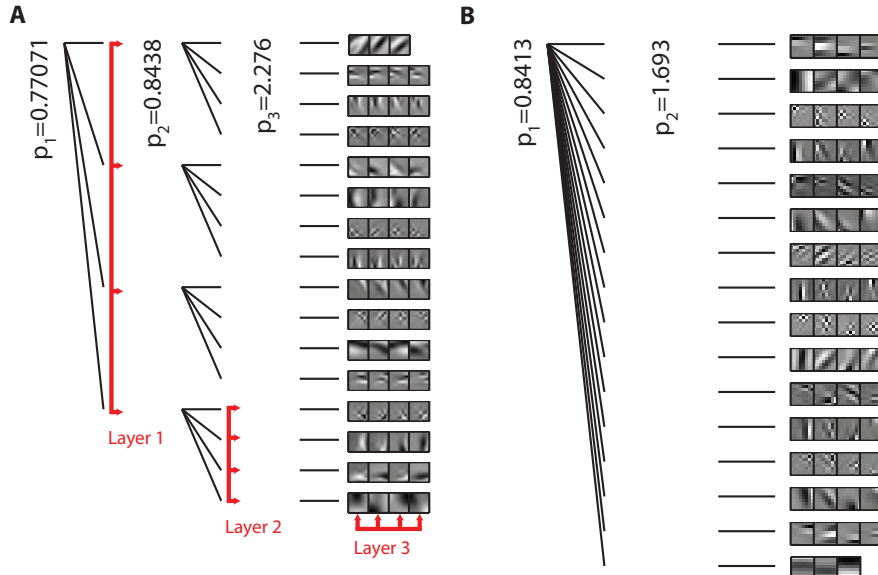 A
p1=0.77071
p2=0.8438
p3=2.276
Layer 1
Layer 2
Layer 3
B
p1=0.8413
p2=1.693